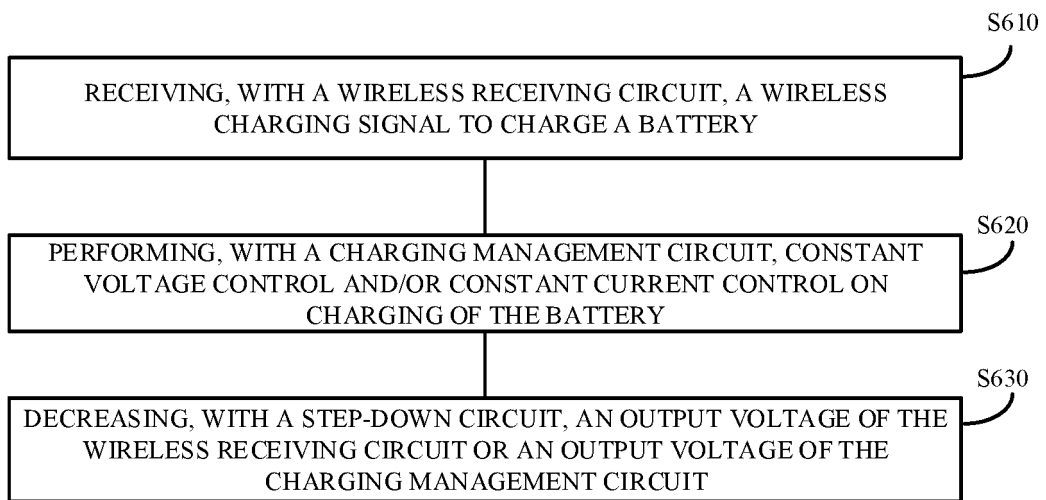 S610
RECEIVING, WITH A WIRELESS RECEIVING CIRCUIT, A WIRELESS
CHARGING SIGNAL TO CHARGE A BATTERY
S620
PERFORMING, WITH A CHARGING MANAGEMENT CIRCUIT, CONSTANT
VOLTAGE CONTROL AND/OR CONSTANT CURRENT CONTROL ON
CHARGING OF THE BATTERY
S630
DECREASING, WITH A STEP-DOWN CIRCUIT, AN OUTPUT VOLTAGE OF THE
WIRELESS RECEIVING CIRCUIT OR AN OUTPUT VOLTAGE OF THE
CHARGING MANAGEMENT CIRCUIT